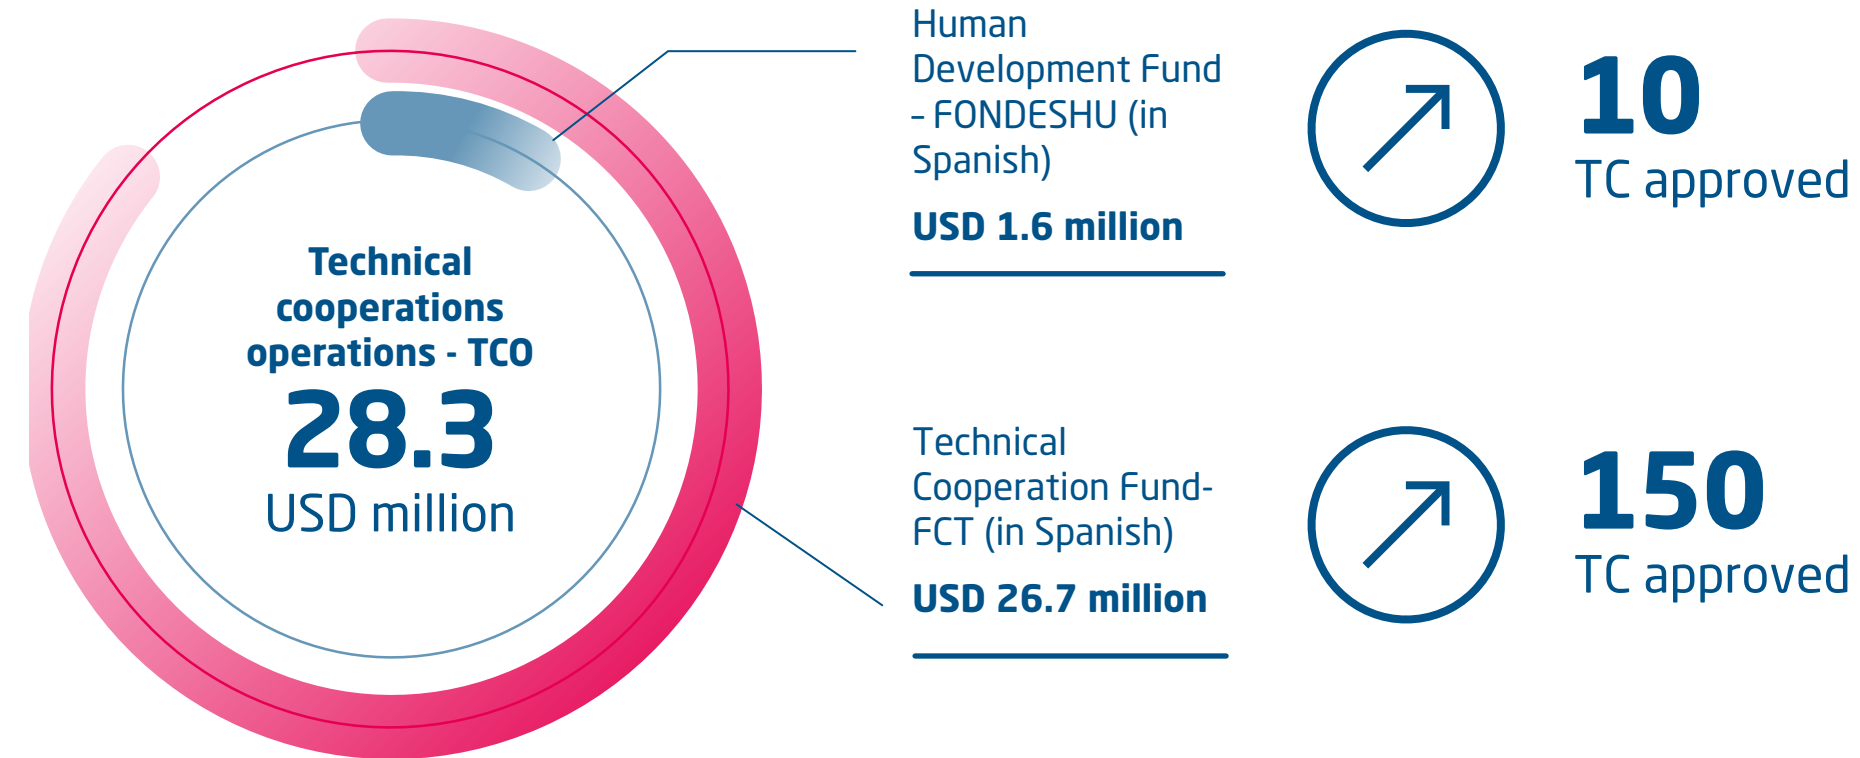 Technical
cooperations
operations - TCO
28.3
USD million
Human
Development Fund
– FONDESHU (in
Spanish)
USD 1.6 million
10
TC approved
Technical
Cooperation Fund-
FCT (in Spanish)
USD 26.7 million
150
TC approved